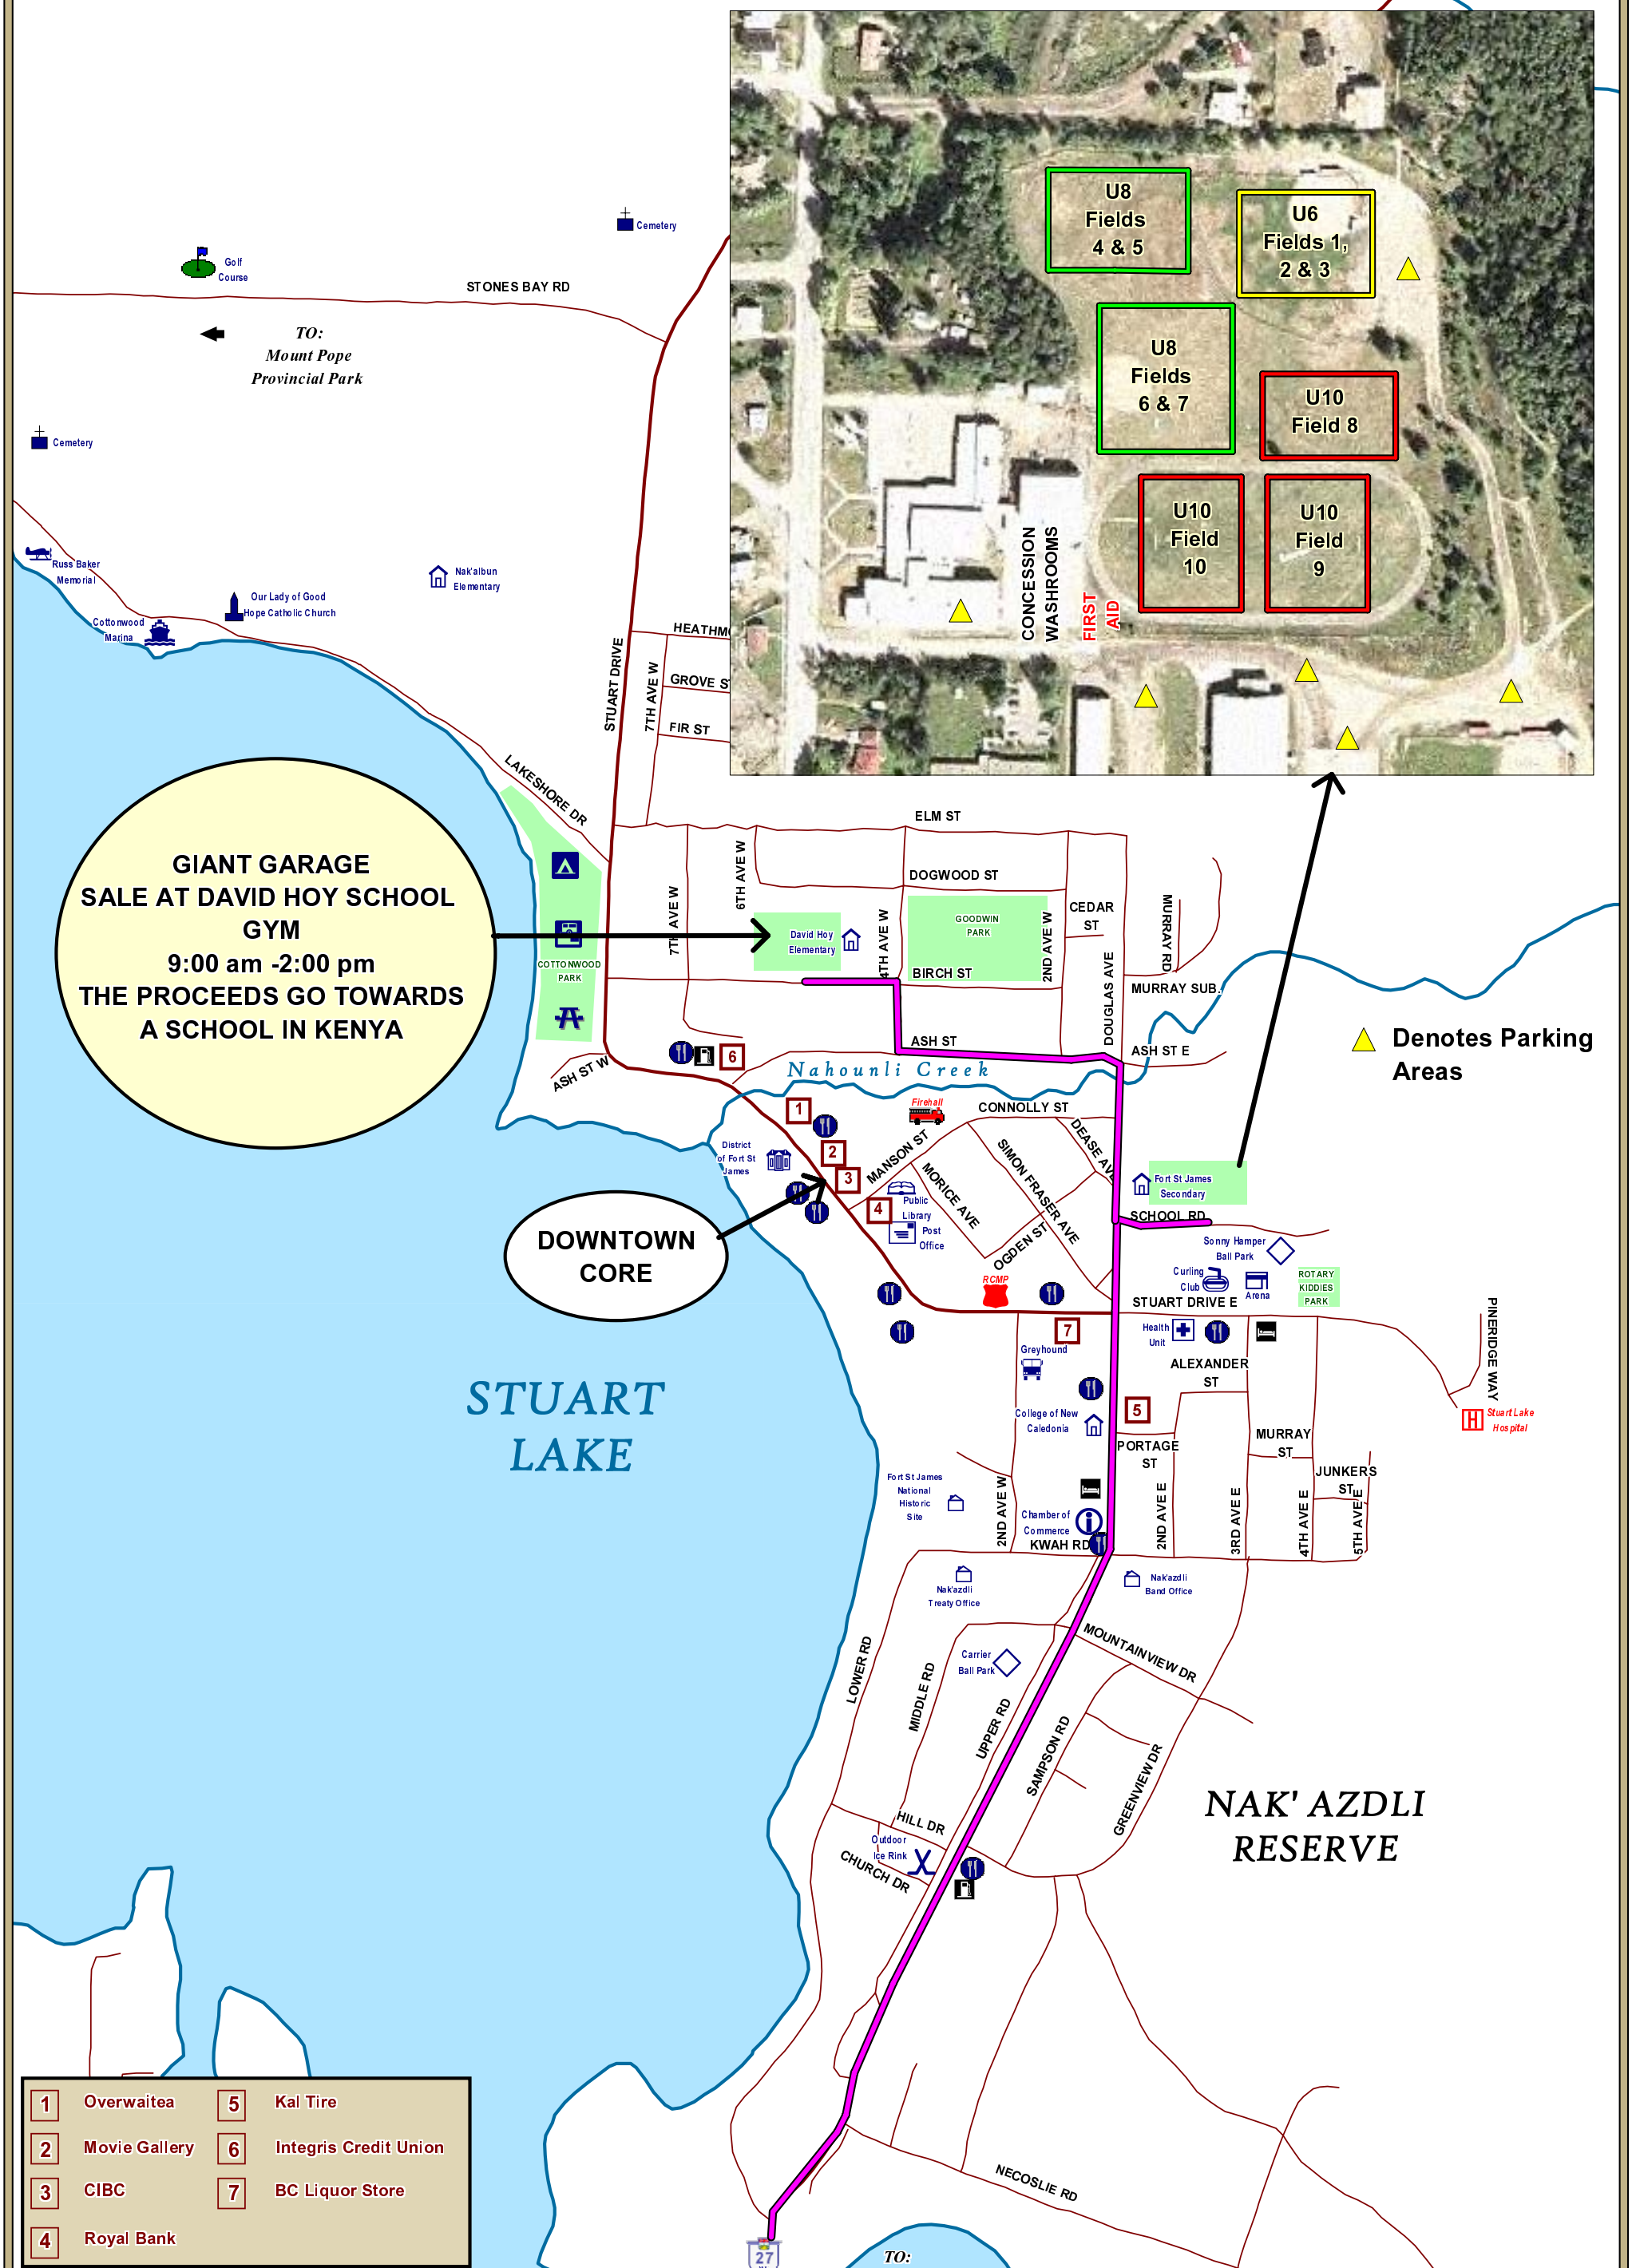 U8
Fields
4 & 5
U6
Fields 1,
2 & 3
U8
Fields
6 & 7
U10
Field 8
U10
Field
10
U10
Field
9
CONCESSION
WASHROOMS
FIRST
AID
Cemetery
Golf
Course
STONES BAY RD
TO:
Mount Pope
Provincial Park
Cemetery
Russ Baker
Memorial
Cottonwood
Marina
Our Lady of Good
Hope Catholic Church
Nak'albun
Elementary
STUART DRIVE
7TH AVE W
GROVE ST
FIR ST
LAKESHORE DR
GIANT GARAGE
SALE AT DAVID HOY SCHOOL
GYM
9:00 am -2:00 pm
THE PROCEEDS GO TOWARDS
A SCHOOL IN KENYA
COTTONWOOD
PARK
ELM ST
6TH AVE W
7TH AVE W
DOGWOOD ST
David Hoy
Elementary
4TH AVE W
GOODWIN
PARK
2ND AVE W
CEDAR
ST
DOUGLAS AVE
MURRAY RD
BIRCH ST
MURRAY SUB.
Denotes Parking
Areas
ASH ST
ASH ST E
ASH ST W
6
Nahounli Creek
1
Firehall
CONNOLLY ST
DEASE AVE
District
of Fort St
James
2
3
MANSON ST
SIMON FRASER AVE
MORICE AVE
4
Public
Library
Post
Office
OGDEN ST
Fort St James
Secondary
SCHOOL RD
Sonny Hamper
Ball Park
Curling
Club
Arena
ROTARY
KIDDIES
PARK
DOWNTOWN
CORE
RCMP
STUART DRIVE E
7
Health
Unit
PINERIDGE WAY
Greyhound
ALEXANDER
ST
STUART
LAKE
College of New
Caledonia
5
Stuart Lake
Hospital
PORTAGE
ST
MURRAY
ST
JUNKERS
ST
Fort St James
National
Historic
Site
2ND AVE W
2ND AVE E
3RD AVE E
4TH AVE E
5TH AVE E
Chamber of
Commerce
KWAH RD
Nak'azdli
Treaty Office
Nak'azdli
Band Office
MOUNTAINVIEW DR
Carrier
Ball Park
LOWER RD
MIDDLE RD
UPPER RD
SAMPSON RD
GREENVIEW DR
NAK' AZDLI
RESERVE
HILL DR
Outdoor
Ice Rink
CHURCH DR
NECOSLIE RD
1 Overwaitea
5 Kal Tire
2 Movie Gallery
6 Integris Credit Union
3 CIBC
7 BC Liquor Store
4 Royal Bank
27
TO: